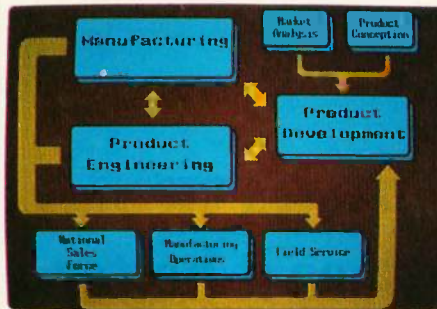 Manufacturing
Market
Analysis
Product
Conception
Product
Development
Product
Engineering
National
Sales
Force
Manufacturing
Operations
Field Service